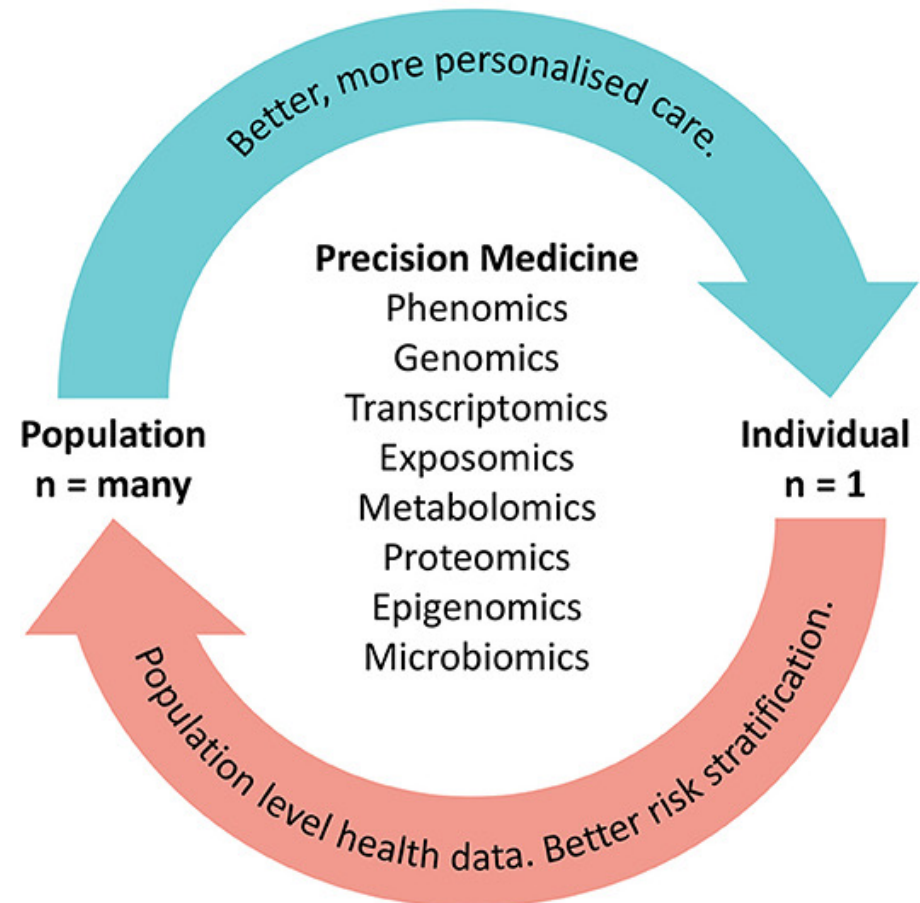 Better, more personalised care.
Precision Medicine
Phenomics
Genomics
Transcriptomics
Exposomics
Metabolomics
Proteomics
Epigenomics
Microbiomics
Population
n = many
Individual
n = 1
Population level health data. Better risk stratification.